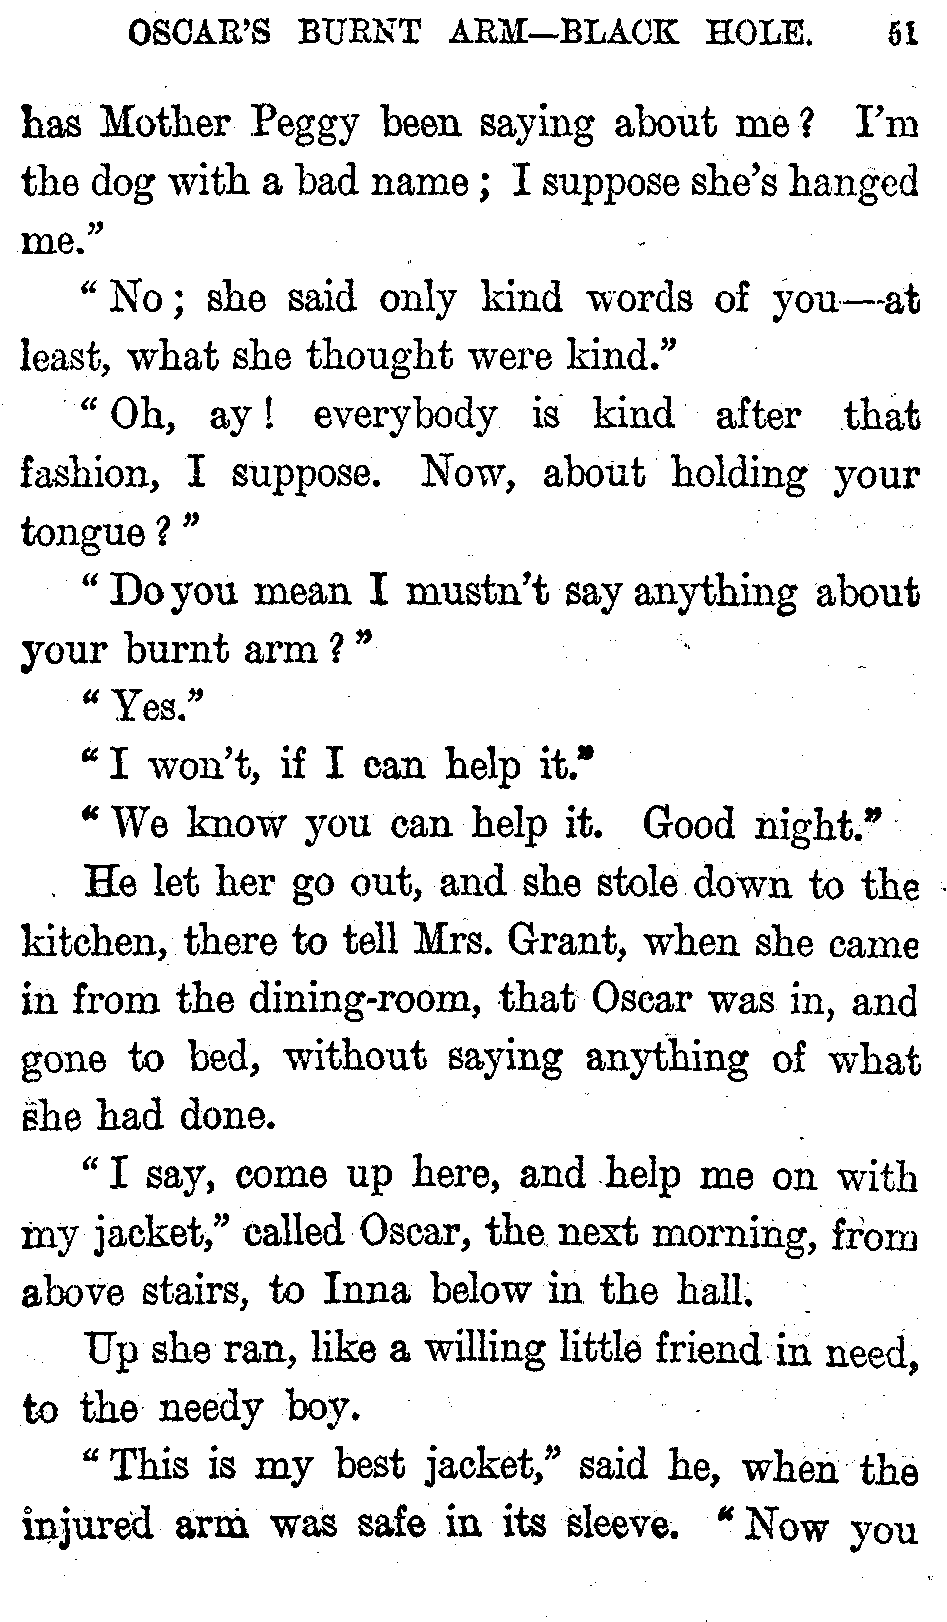 OSCAR'S BURNT ARM—BLACK HOLE. 51
has Mother Peggy been saying about me? I'm
the dog with a bad name; I suppose she's hanged
me."
"No; she said only kind words of you—at
least, what she thought were kind."
"Oh, ay! everybody is kind after that
fashion, I suppose. Now, about holding your
tongue?"
"Do you mean I mustn't say anything about
your burnt arm?"
"Yes."
"I won't, if I can help it."
"We know you can help it. Good night."
He let her go out, and she stole down to the
kitchen, there to tell Mrs. Grant, when she came
in from the dining-room, that Oscar was in, and
gone to bed, without saying anything of what
she had done.
"I say, come up here, and help me on with
my jacket," called Oscar, the next morning, from
above stairs, to Inna below in the hall.
Up she ran, like a willing little friend in need,
to the needy boy.
"This is my best jacket," said he, when the
injured arm was safe in its sleeve. "Now you